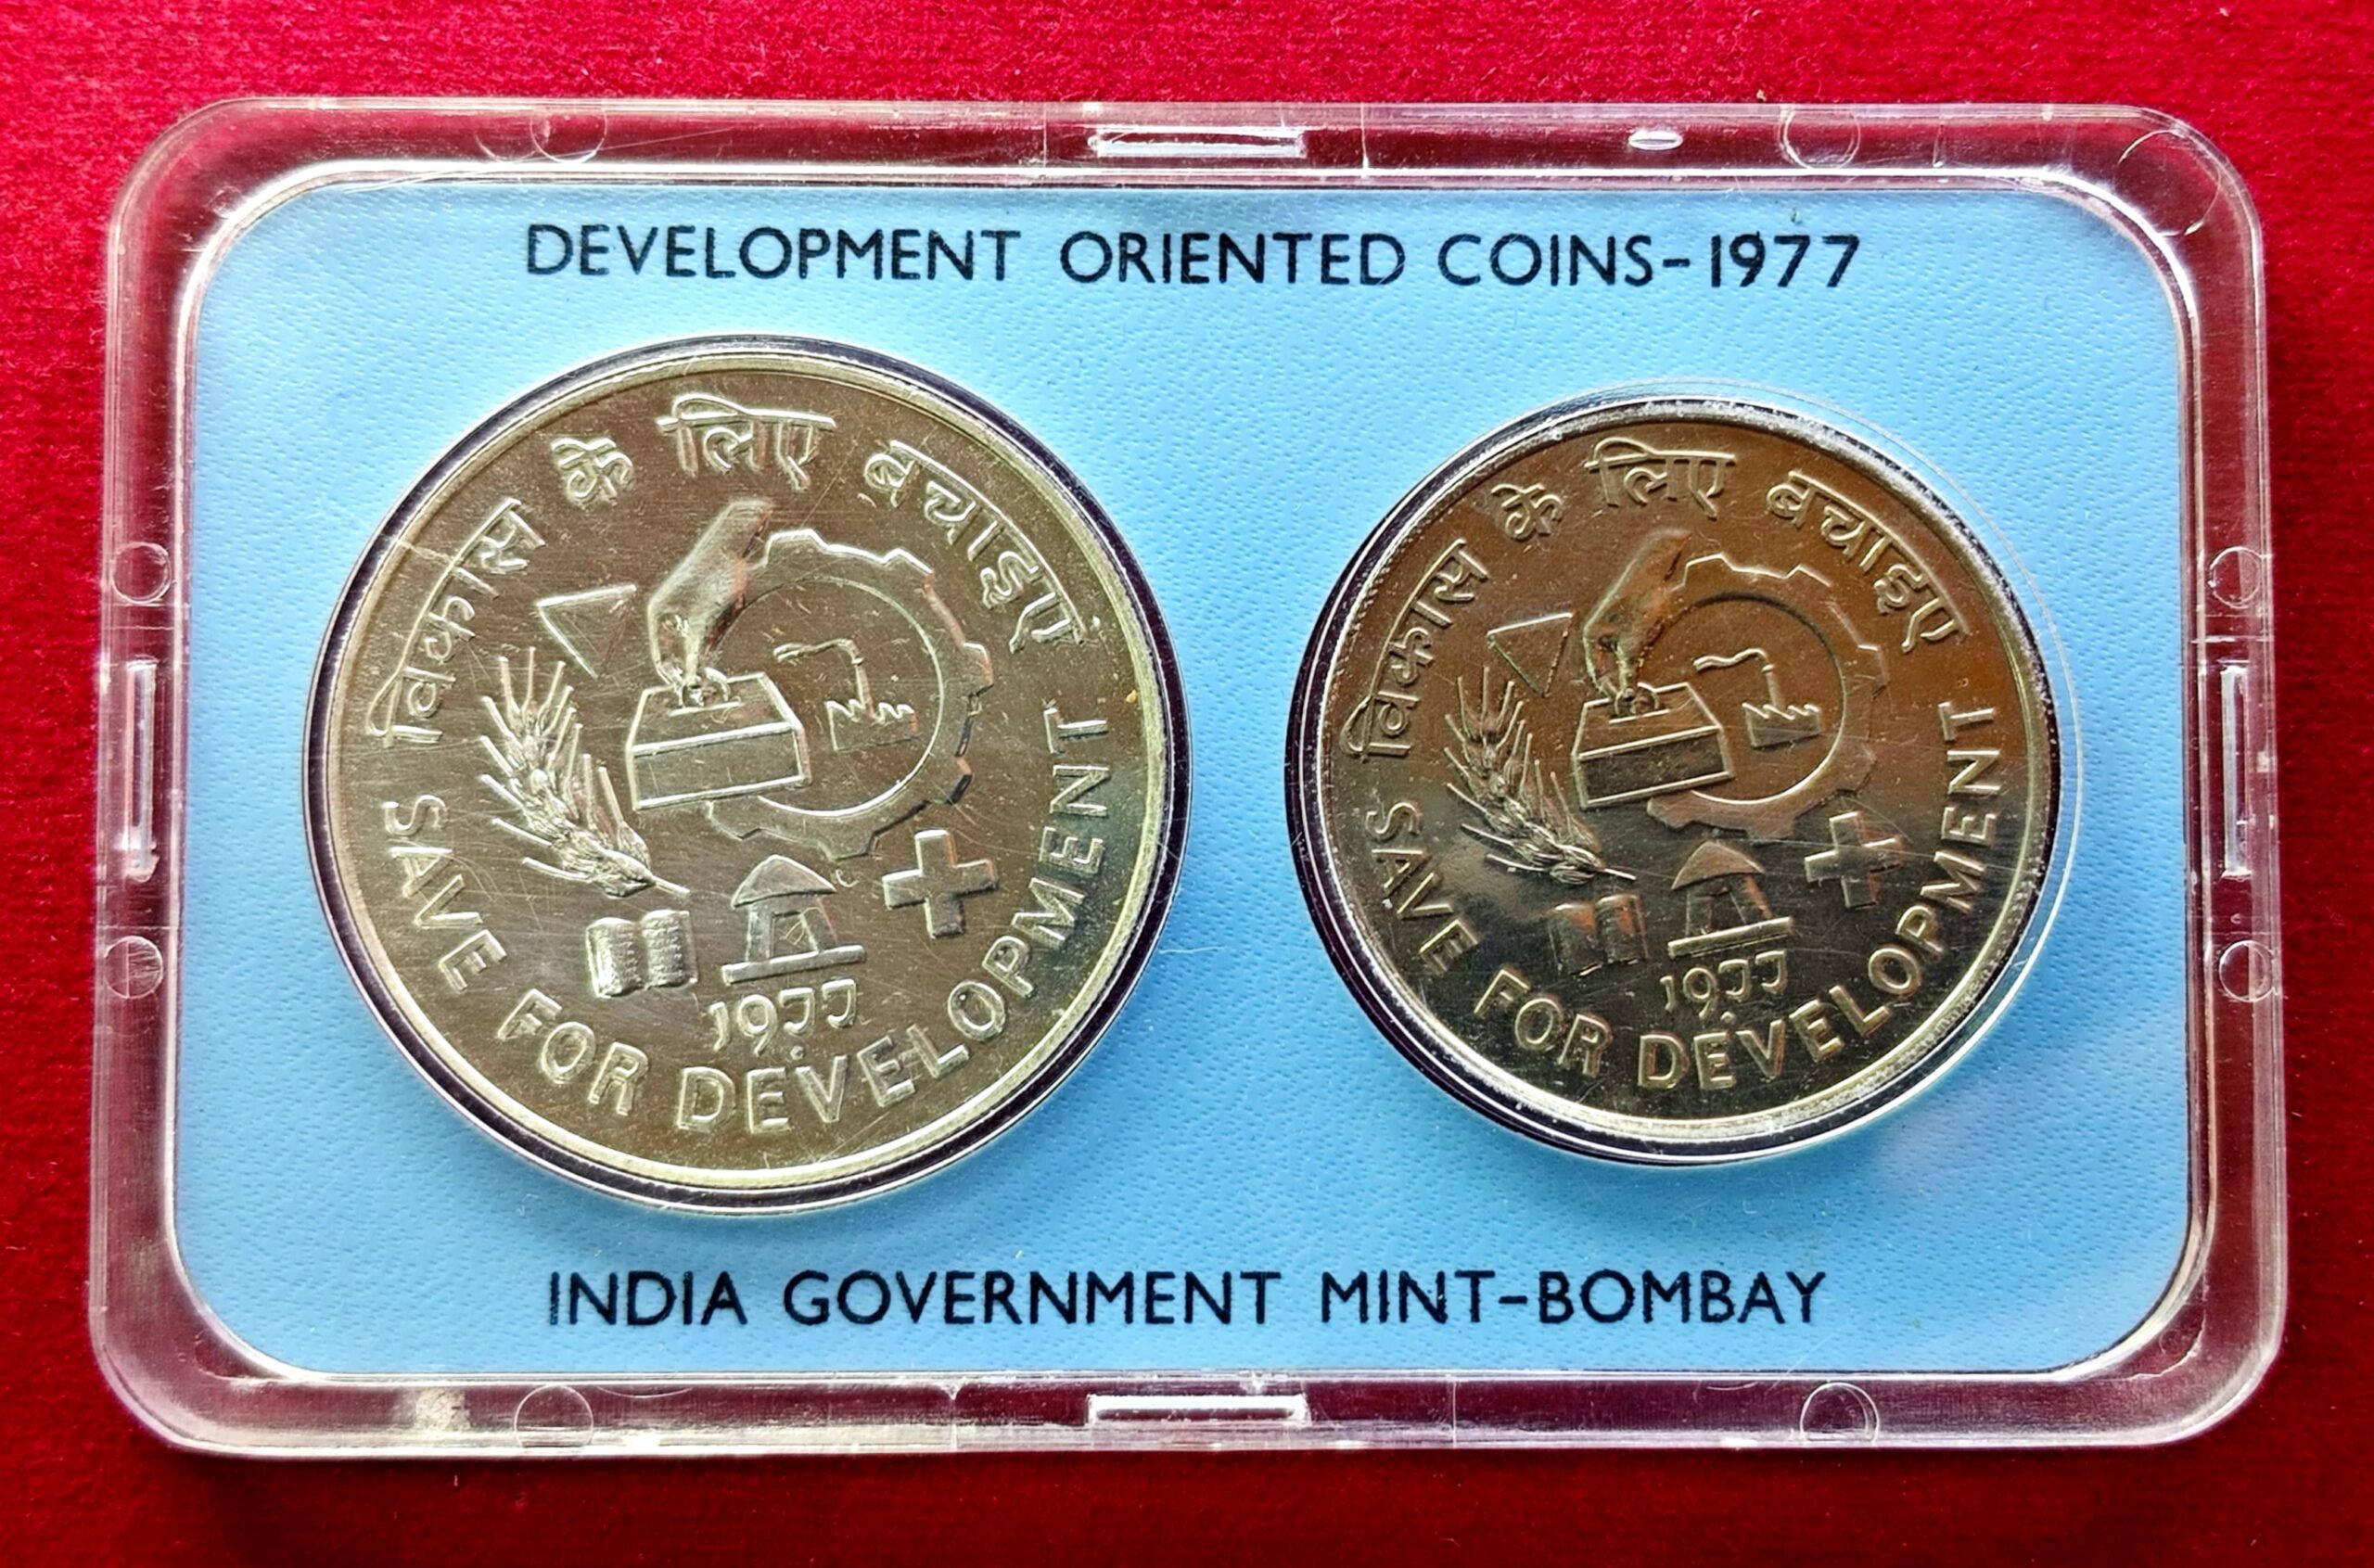 DEVELOPMENT ORIENTED COINS-1977
विकास के लिए बचाइए
SAVE FOR DEVELOPMENT
1977
विकास के लिए बचाइए
SAVE FOR DEVELOPMENT
1977
INDIA GOVERNMENT MINT-BOMBAY